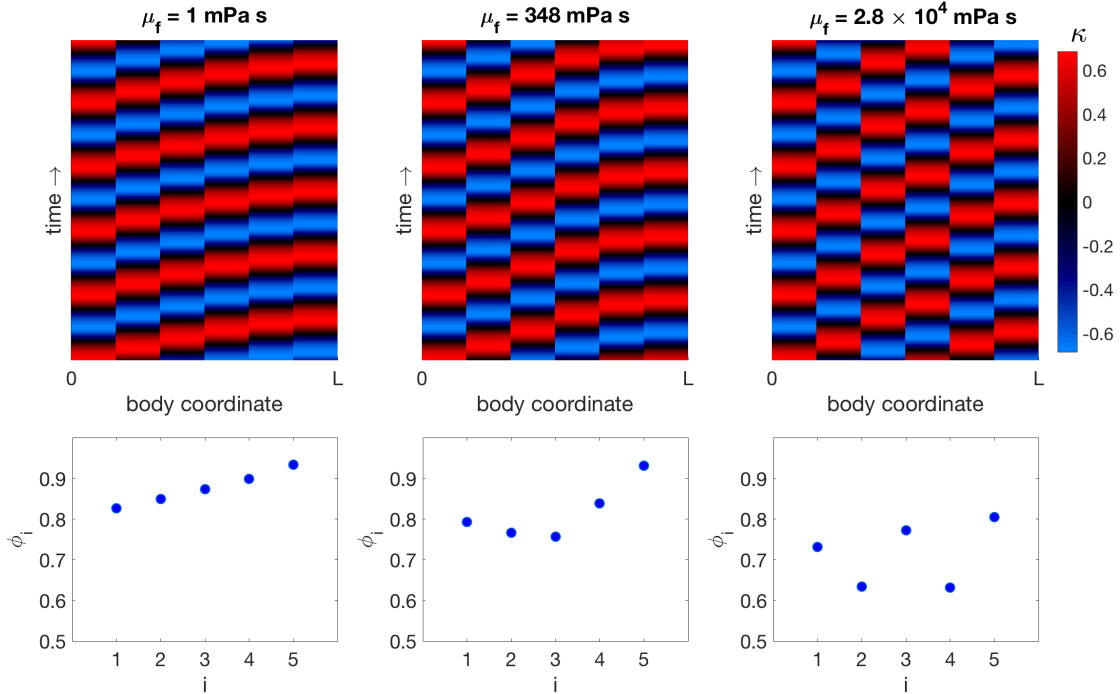 μf = 1 mPa s
μf = 348 mPa s
μf = 2.8 × 10⁴ mPa s
κ
time →
time →
time →
0.6
0.4
0.2
0
-0.2
-0.4
-0.6
0 L
0 L
0 L
body coordinate
body coordinate
body coordinate
ϕi
0.9
0.8
0.7
0.6
0.5
1 2 3 4 5
i
ϕi
0.9
0.8
0.7
0.6
0.5
1 2 3 4 5
i
ϕi
0.9
0.8
0.7
0.6
0.5
1 2 3 4 5
i